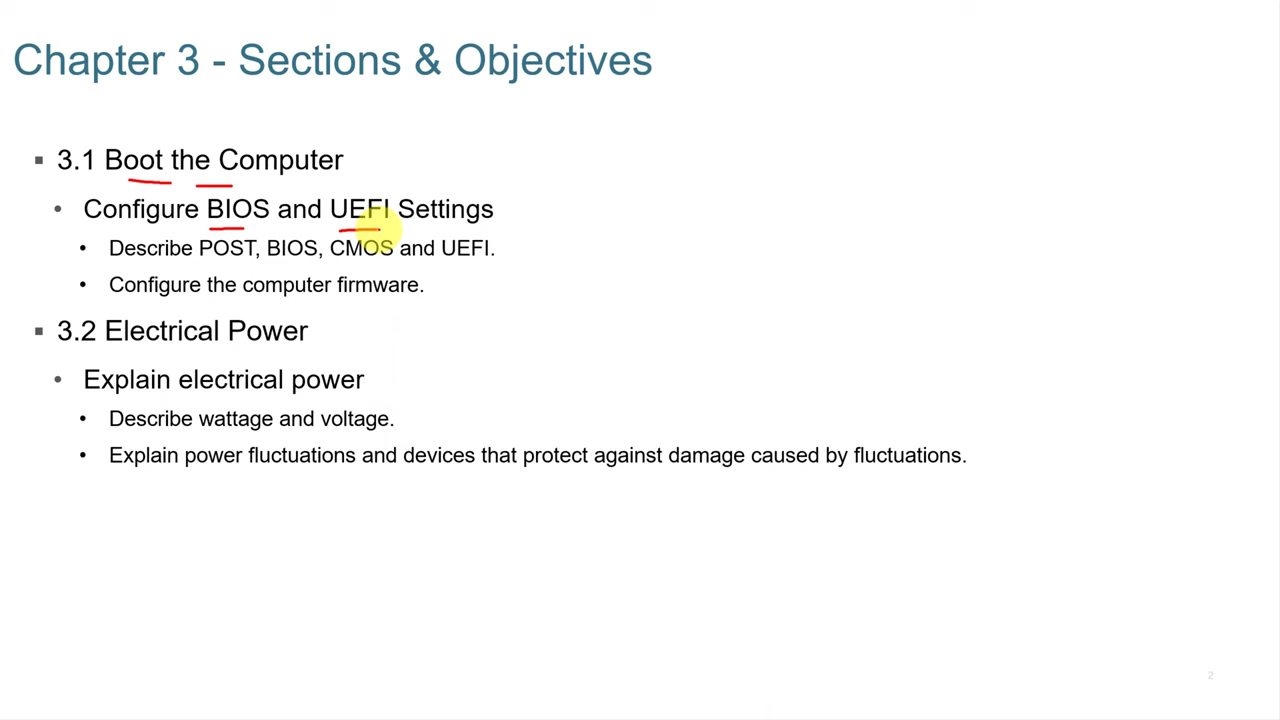 Chapter 3 - Sections & Objectives
▪ 3.1 Boot the Computer
• Configure BIOS and UEFI Settings
• Describe POST, BIOS, CMOS and UEFI.
• Configure the computer firmware.
▪ 3.2 Electrical Power
• Explain electrical power
• Describe wattage and voltage.
• Explain power fluctuations and devices that protect against damage caused by fluctuations.
2